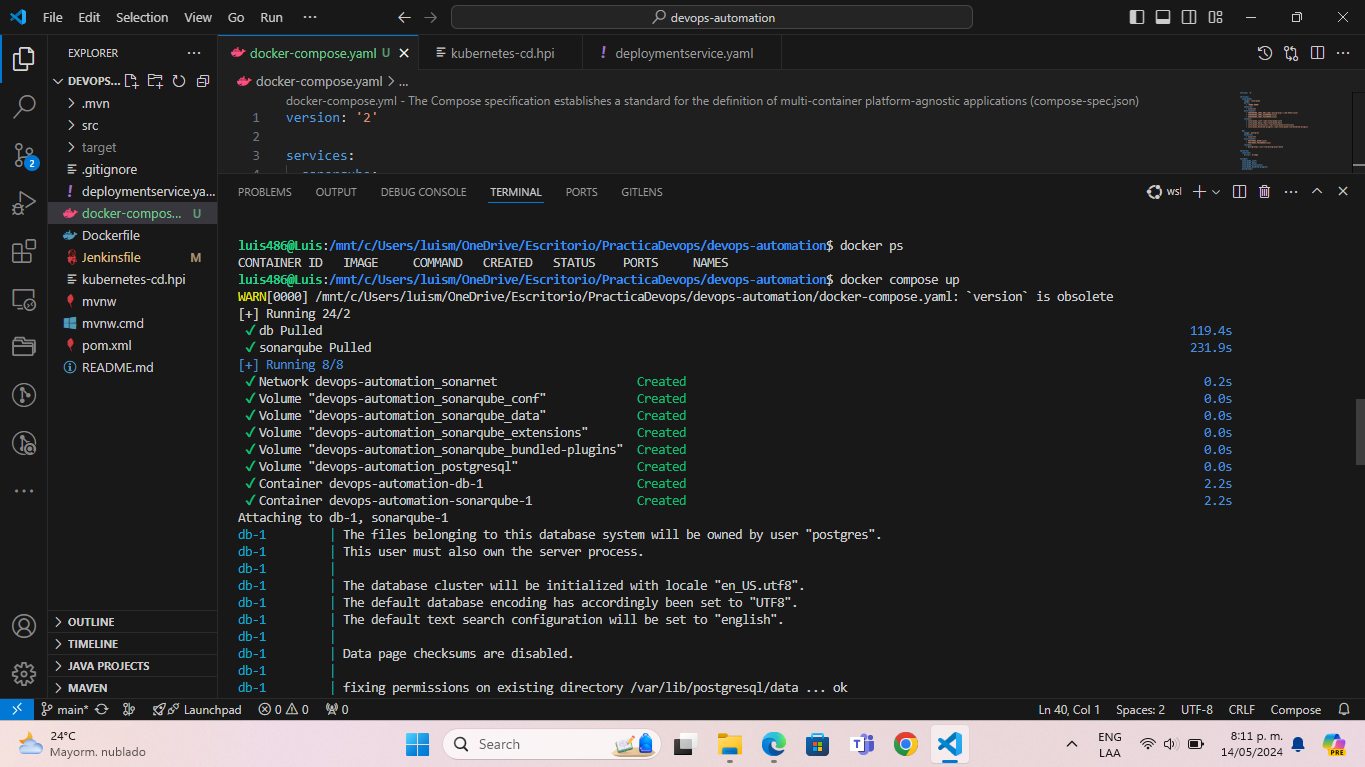 File Edit Selection View Go Run ···
devops-automation
EXPLORER ···
DEVOPS...
.mvn
src
target
.gitignore
! deploymentservice.ya...
docker-compos... U
Dockerfile
Jenkinsfile M
kubernetes-cd.hpi
mvnw
mvnw.cmd
pom.xml
README.md
OUTLINE
TIMELINE
JAVA PROJECTS
MAVEN
2
docker-compose.yaml U
kubernetes-cd.hpi
! deploymentservice.yaml
docker-compose.yaml > ...
docker-compose.yml - The Compose specification establishes a standard for the definition of multi-container platform-agnostic applications (compose-spec.json)
1 version: '2'
2
3 services:
4 sonarqube:
PROBLEMS OUTPUT DEBUG CONSOLE TERMINAL PORTS GITLENS
wsl
luis486@Luis:/mnt/c/Users/luism/OneDrive/Escritorio/PracticaDevops/devops-automation$ docker ps
CONTAINER ID IMAGE COMMAND CREATED STATUS PORTS NAMES
luis486@Luis:/mnt/c/Users/luism/OneDrive/Escritorio/PracticaDevops/devops-automation$ docker compose up
WARN[0000] /mnt/c/Users/luism/OneDrive/Escritorio/PracticaDevops/devops-automation/docker-compose.yaml: `version` is obsolete
[+] Running 24/2
✔ db Pulled 119.4s
✔ sonarqube Pulled 231.9s
[+] Running 8/8
✔ Network devops-automation_sonarnet Created 0.2s
✔ Volume "devops-automation_sonarqube_conf" Created 0.0s
✔ Volume "devops-automation_sonarqube_data" Created 0.0s
✔ Volume "devops-automation_sonarqube_extensions" Created 0.0s
✔ Volume "devops-automation_sonarqube_bundled-plugins" Created 0.0s
✔ Volume "devops-automation_postgresql" Created 0.0s
✔ Container devops-automation-db-1 Created 2.2s
✔ Container devops-automation-sonarqube-1 Created 2.2s
Attaching to db-1, sonarqube-1
db-1 | The files belonging to this database system will be owned by user "postgres".
db-1 | This user must also own the server process.
db-1 |
db-1 | The database cluster will be initialized with locale "en_US.utf8".
db-1 | The default database encoding has accordingly been set to "UTF8".
db-1 | The default text search configuration will be set to "english".
db-1 |
db-1 | Data page checksums are disabled.
db-1 |
db-1 | fixing permissions on existing directory /var/lib/postgresql/data ... ok
main* Launchpad 0 0 0 Ln 40, Col 1 Spaces: 2 UTF-8 CRLF Compose
24°C
Mayorm. nublado
Search
ENG
LAA
8:11 p. m.
14/05/2024
PRE